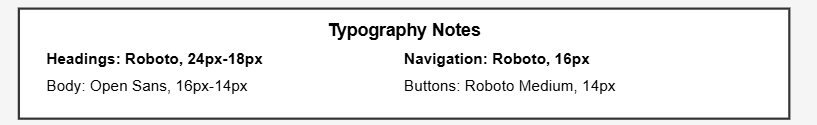 Typography Notes
Headings: Roboto, 24px-18px
Navigation: Roboto, 16px
Body: Open Sans, 16px-14px
Buttons: Roboto Medium, 14px